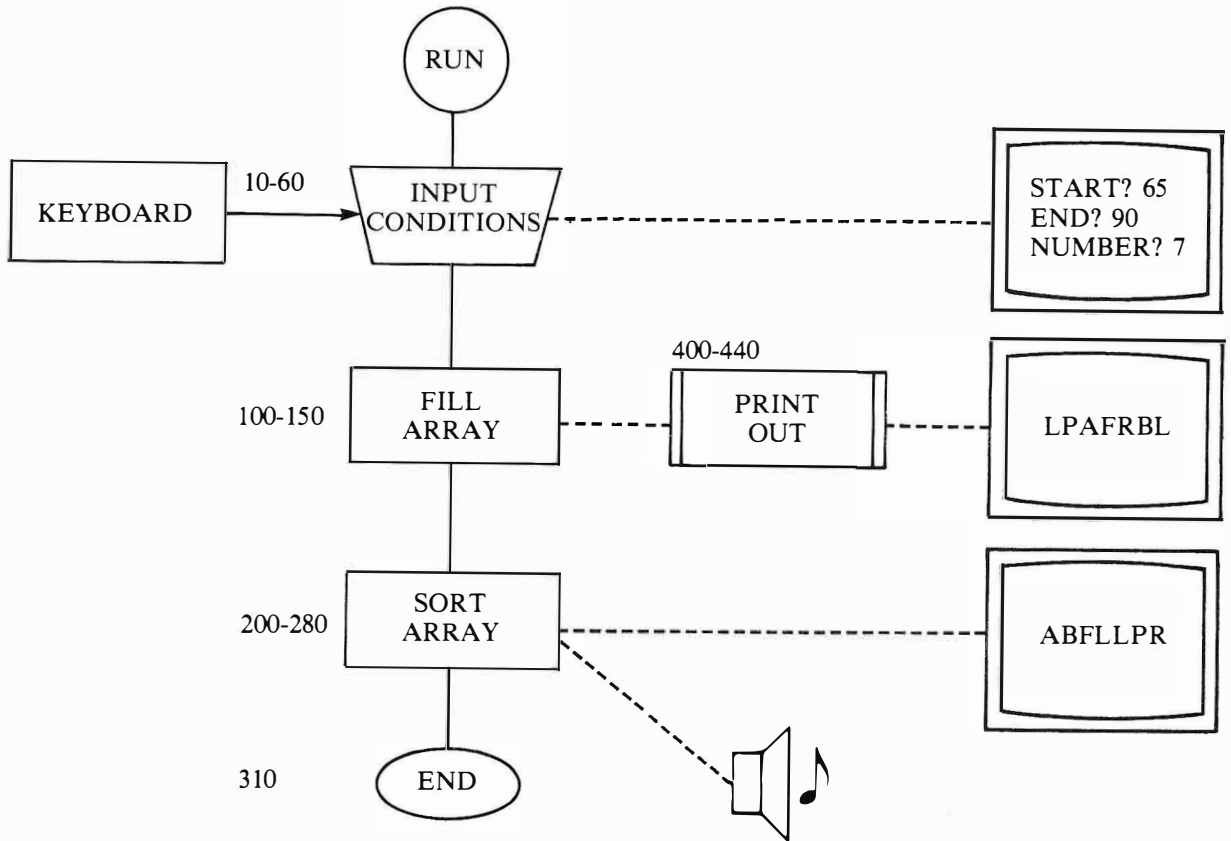 RUN
10-60
KEYBOARD
INPUT
CONDITIONS
START? 65
END? 90
NUMBER? 7
400-440
100-150
FILL
ARRAY
PRINT
OUT
LPAFRBL
200-280
SORT
ARRAY
ABFLLPR
310
END